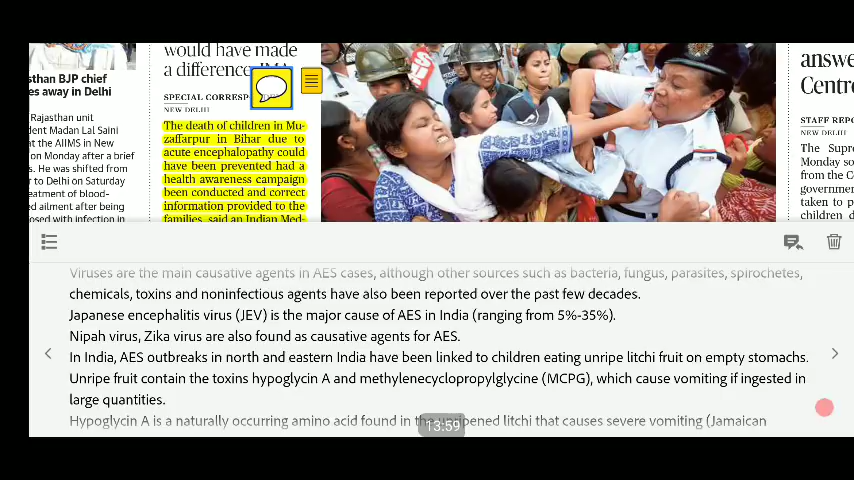 would have made
a difference: IMA
sthan BJP chief
es away in Delhi
Rajasthan unit
dent Madan Lal Saini
at the AIIMS in New
on Monday after a brief
s. He was shifted from
r to Delhi on Saturday
eatment of blood-
ed ailment after being
osed with infection in
SPECIAL CORRESP
NEW DELHI
The death of children in Mu-
zaffarpur in Bihar due to
acute encephalopathy could
have been prevented had a
health awareness campaign
been conducted and correct
information provided to the
families, said an Indian Med-
answe
Centr
STAFF REPO
NEW DELHI
The Supre
Monday so
from the C
governmen
taken to p
children d
Viruses are the main causative agents in AES cases, although other sources such as bacteria, fungus, parasites, spirochetes,
chemicals, toxins and noninfectious agents have also been reported over the past few decades.
Japanese encephalitis virus (JEV) is the major cause of AES in India (ranging from 5%-35%).
Nipah virus, Zika virus are also found as causative agents for AES.
In India, AES outbreaks in north and eastern India have been linked to children eating unripe litchi fruit on empty stomachs.
Unripe fruit contain the toxins hypoglycin A and methylenecyclopropylglycine (MCPG), which cause vomiting if ingested in
large quantities.
Hypoglycin A is a naturally occurring amino acid found in the unripened litchi that causes severe vomiting (Jamaican
13:59